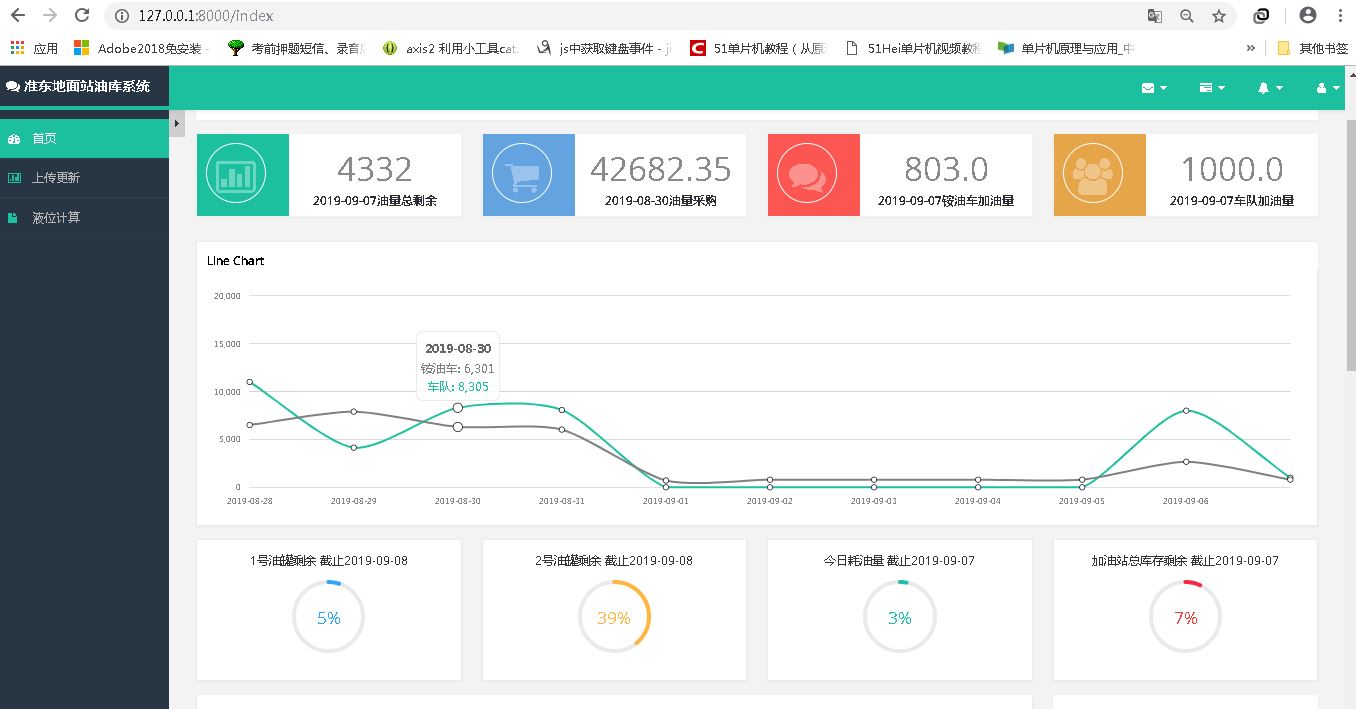 127.0.0.1:8000/index
应用 Adobe2018免安装 - 考前押题短信、录音 axis2 利用小工具cat js中获取键盘事件 - ji 51单片机教程（从原 51Hei单片机视频教程 单片机原理与应用_中 » 其他书签
准东地面站油库系统
首页
上传更新
液位计算
4332
2019-09-07油量总剩余
42682.35
2019-08-30油量采购
803.0
2019-09-07铵油车加油量
1000.0
2019-09-07车队加油量
Line Chart
20,000
15,000
10,000
5,000
0
2019-08-30
铵油车: 6,301
车队: 8,305
2019-08-28 2019-08-29 2019-08-30 2019-08-31 2019-09-01 2019-09-02 2019-09-03 2019-09-04 2019-09-05 2019-09-06
1号油罐剩余 截止2019-09-08
5%
2号油罐剩余 截止2019-09-08
39%
今日耗油量 截止2019-09-07
3%
加油站总库存剩余 截止2019-09-07
7%